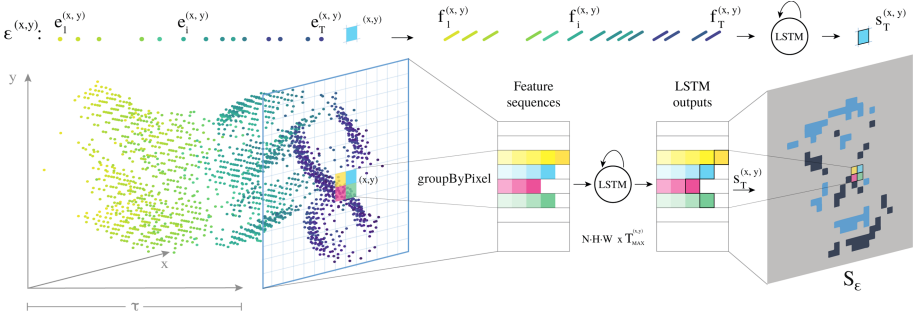 ε^(x,y) : e_1^(x, y) e_i^(x, y) e_T^(x, y) (x,y) f_1^(x, y) f_i^(x, y) f_T^(x, y) LSTM s_T^(x, y)
y
x
τ
(x,y)
groupByPixel
Feature
sequences
LSTM
N·H·W x T_MAX^(x,y)
LSTM
outputs
s_T^(x, y)
S_ε